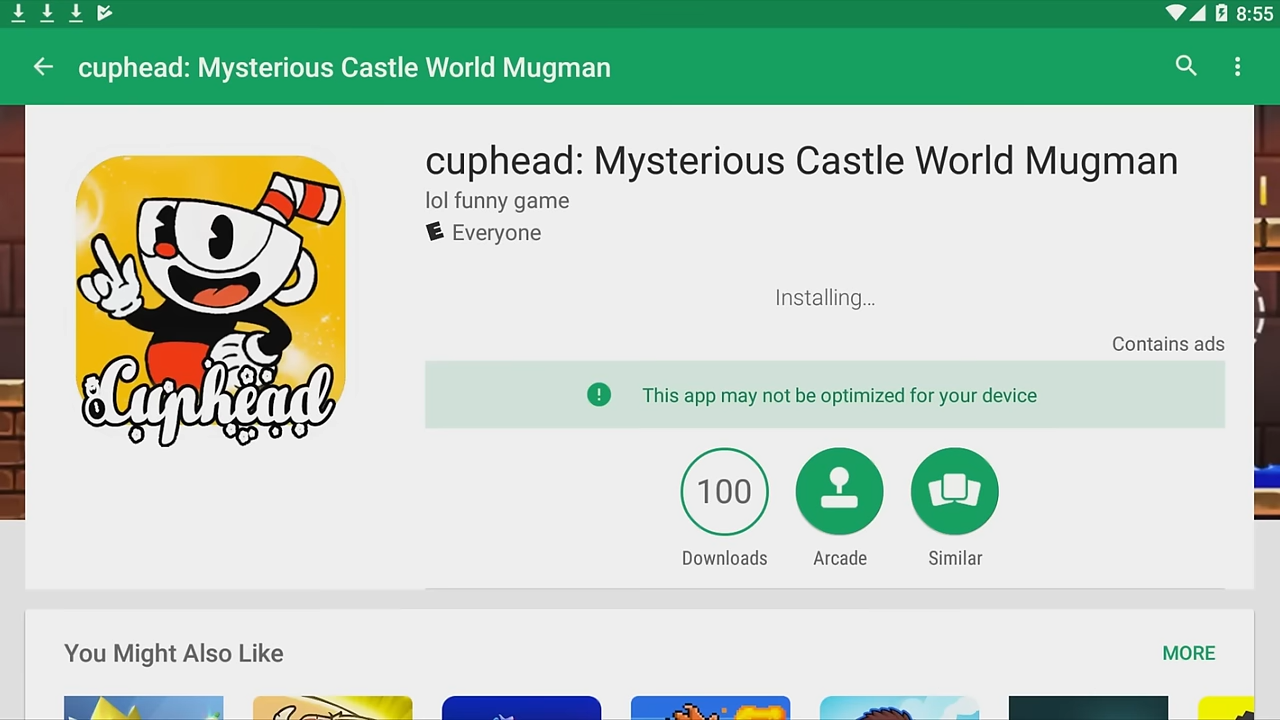 8:55
cuphead: Mysterious Castle World Mugman
Cuphead
cuphead: Mysterious Castle World Mugman
lol funny game
E Everyone
Installing...
Contains ads
! This app may not be optimized for your device
100
Downloads
Arcade
Similar
You Might Also Like
MORE